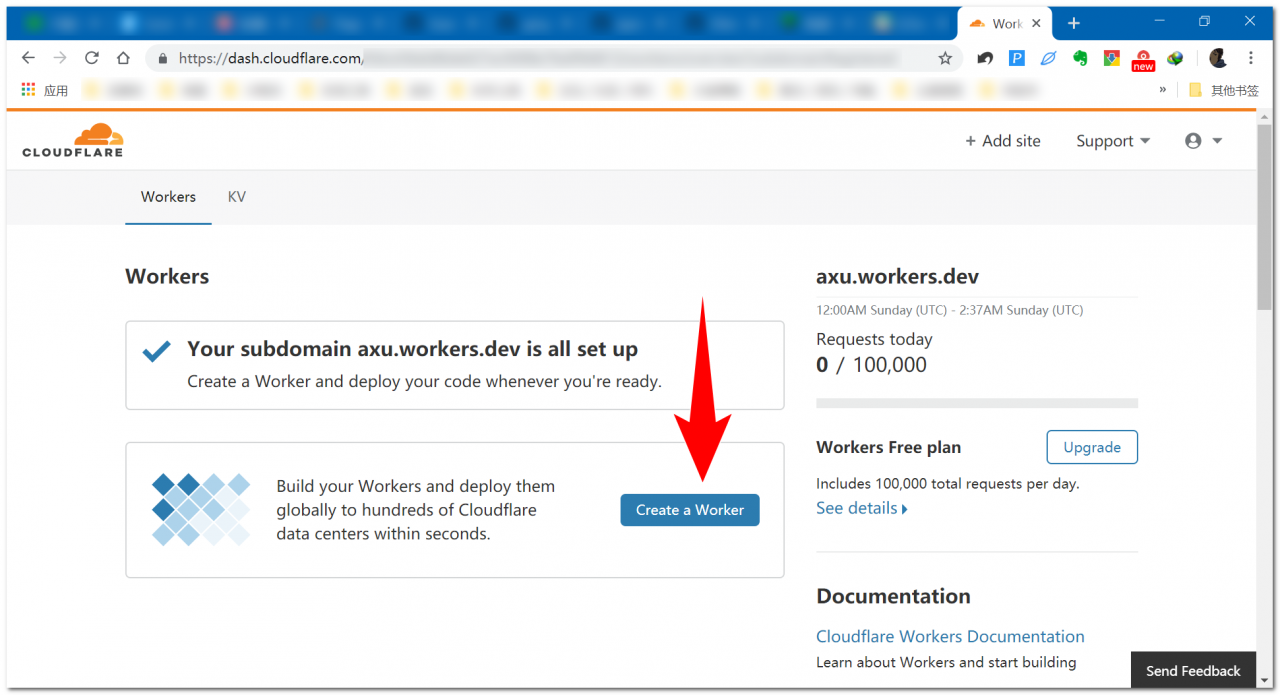 Work
https://dash.cloudflare.com/
new
应用
»
其他书签
CLOUDFLARE
+ Add site
Support
Workers
KV
Workers
Your subdomain axu.workers.dev is all set up
Create a Worker and deploy your code whenever you're ready.
Build your Workers and deploy them
globally to hundreds of Cloudflare
data centers within seconds.
Create a Worker
axu.workers.dev
12:00AM Sunday (UTC) - 2:37AM Sunday (UTC)
Requests today
0 / 100,000
Workers Free plan
Upgrade
Includes 100,000 total requests per day.
See details
Documentation
Cloudflare Workers Documentation
Learn about Workers and start building
Send Feedback